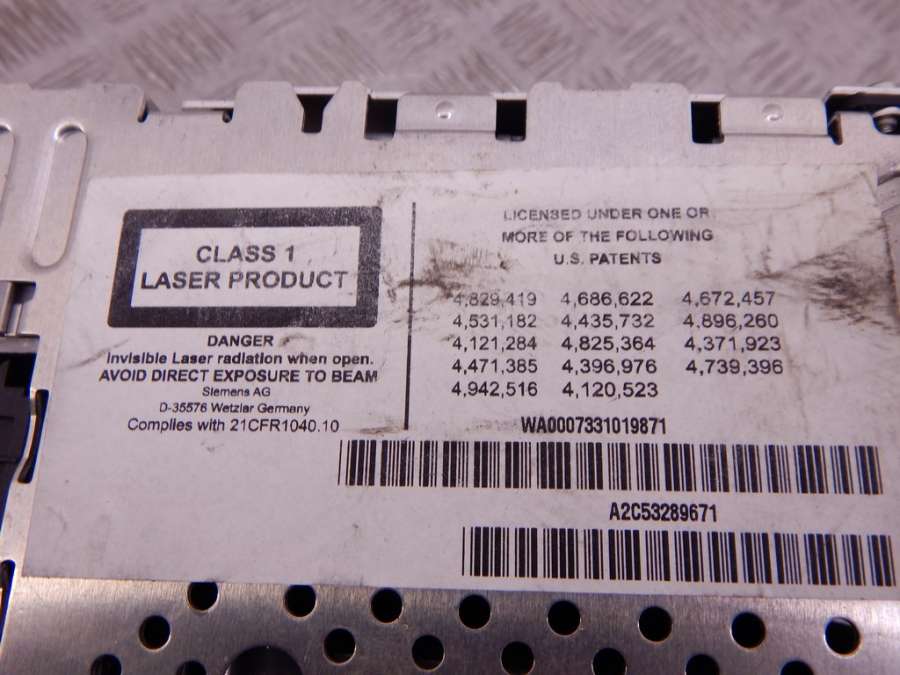 CLASS 1
LASER PRODUCT
DANGER
Invisible Laser radiation when open.
AVOID DIRECT EXPOSURE TO BEAM
Siemens AG
D-35576 Wetzlar Germany
Complies with 21CFR1040.10
LICENSED UNDER ONE OR
MORE OF THE FOLLOWING
U.S. PATENTS
4,829,419 4,686,622 4,672,457
4,531,182 4,435,732 4,896,260
4,121,284 4,825,364 4,371,923
4,471,385 4,396,976 4,739,396
4,942,516 4,120,523
WA0007331019871
A2C53289671